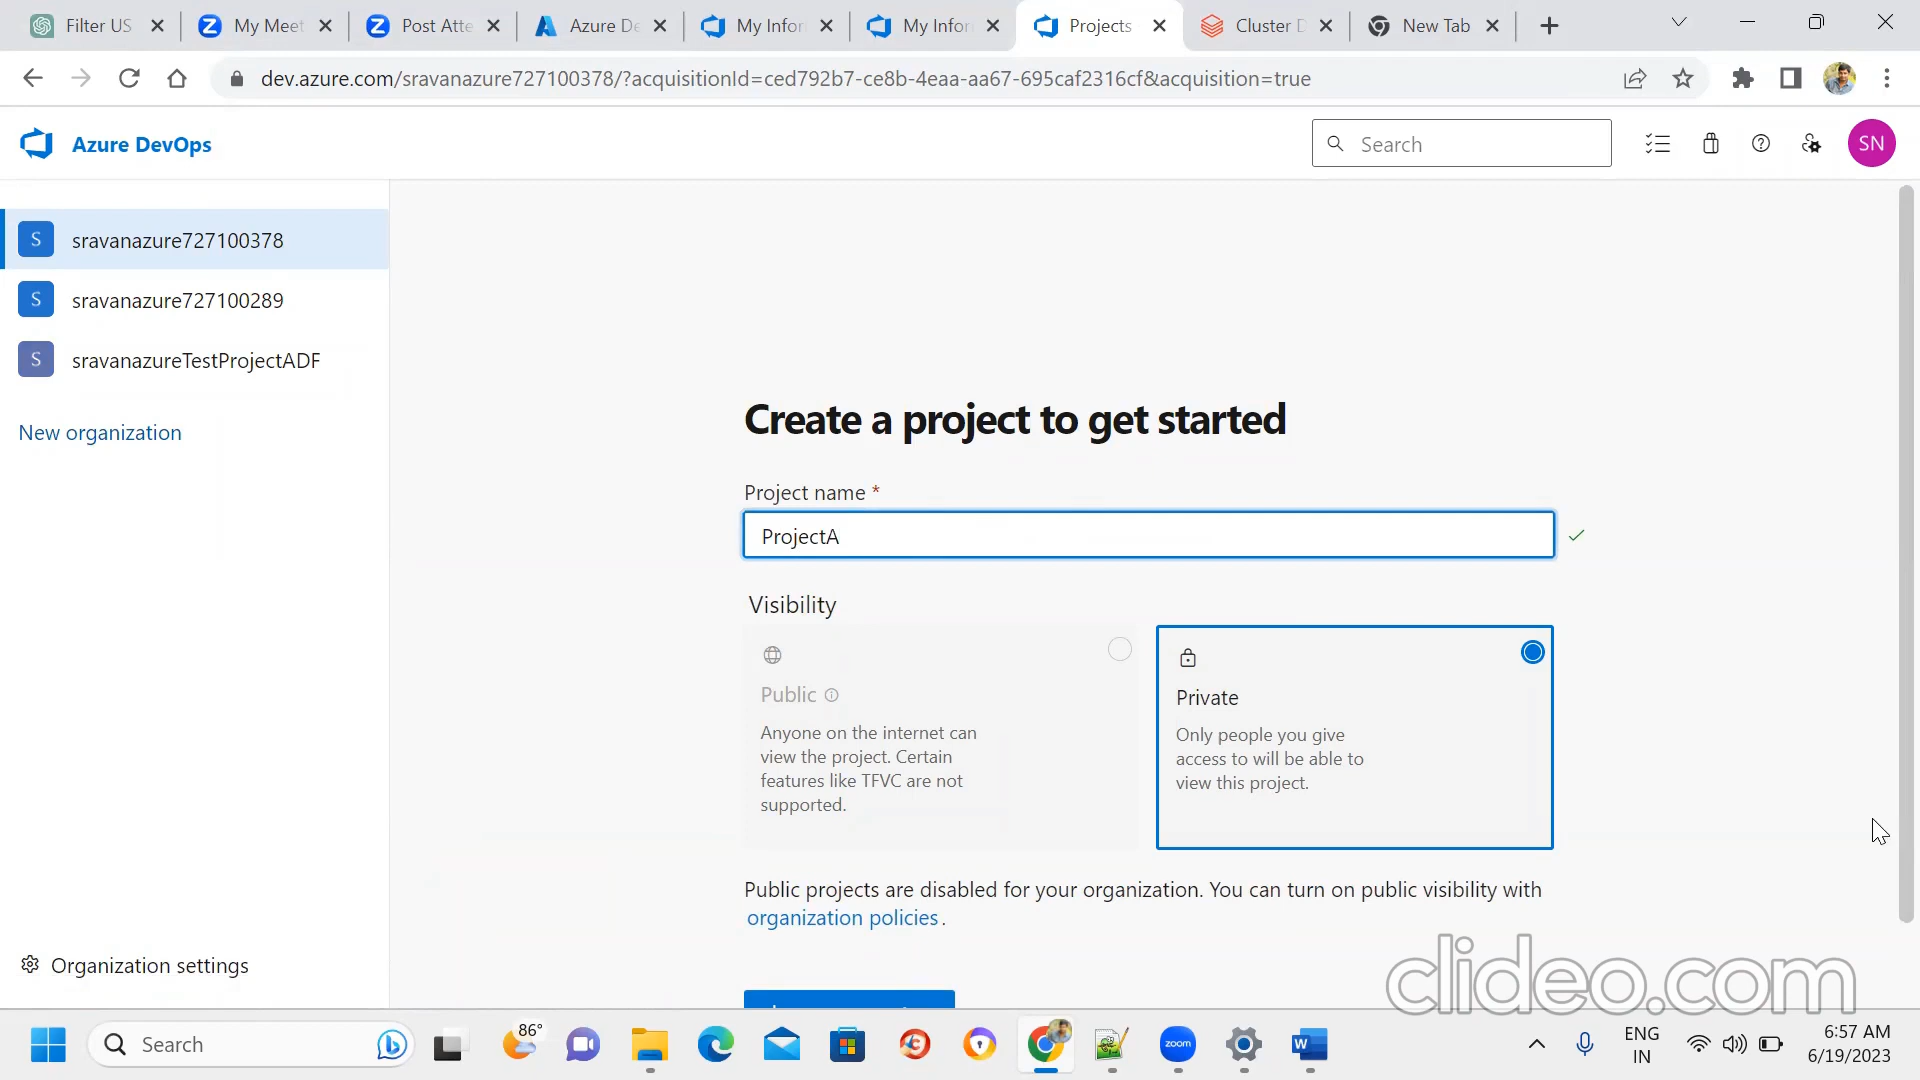 Filter US
My Meet
Post Atte
Azure De
My Infor
My Infor
Projects
Cluster D
New Tab
dev.azure.com/sravanazure727100378/?acquisitionId=ced792b7-ce8b-4eaa-aa67-695caf2316cf&acquisition=true
Azure DevOps
Search
SN
S sravanazure727100378
S sravanazure727100289
S sravanazureTestProjectADF
New organization
Create a project to get started
Project name *
ProjectA
Visibility
Public
Anyone on the internet can
view the project. Certain
features like TFVC are not
supported.
Private
Only people you give
access to will be able to
view this project.
Public projects are disabled for your organization. You can turn on public visibility with
organization policies.
Organization settings
clideo.com
Search
86°
zoom
W
ENG
IN
6:57 AM
6/19/2023